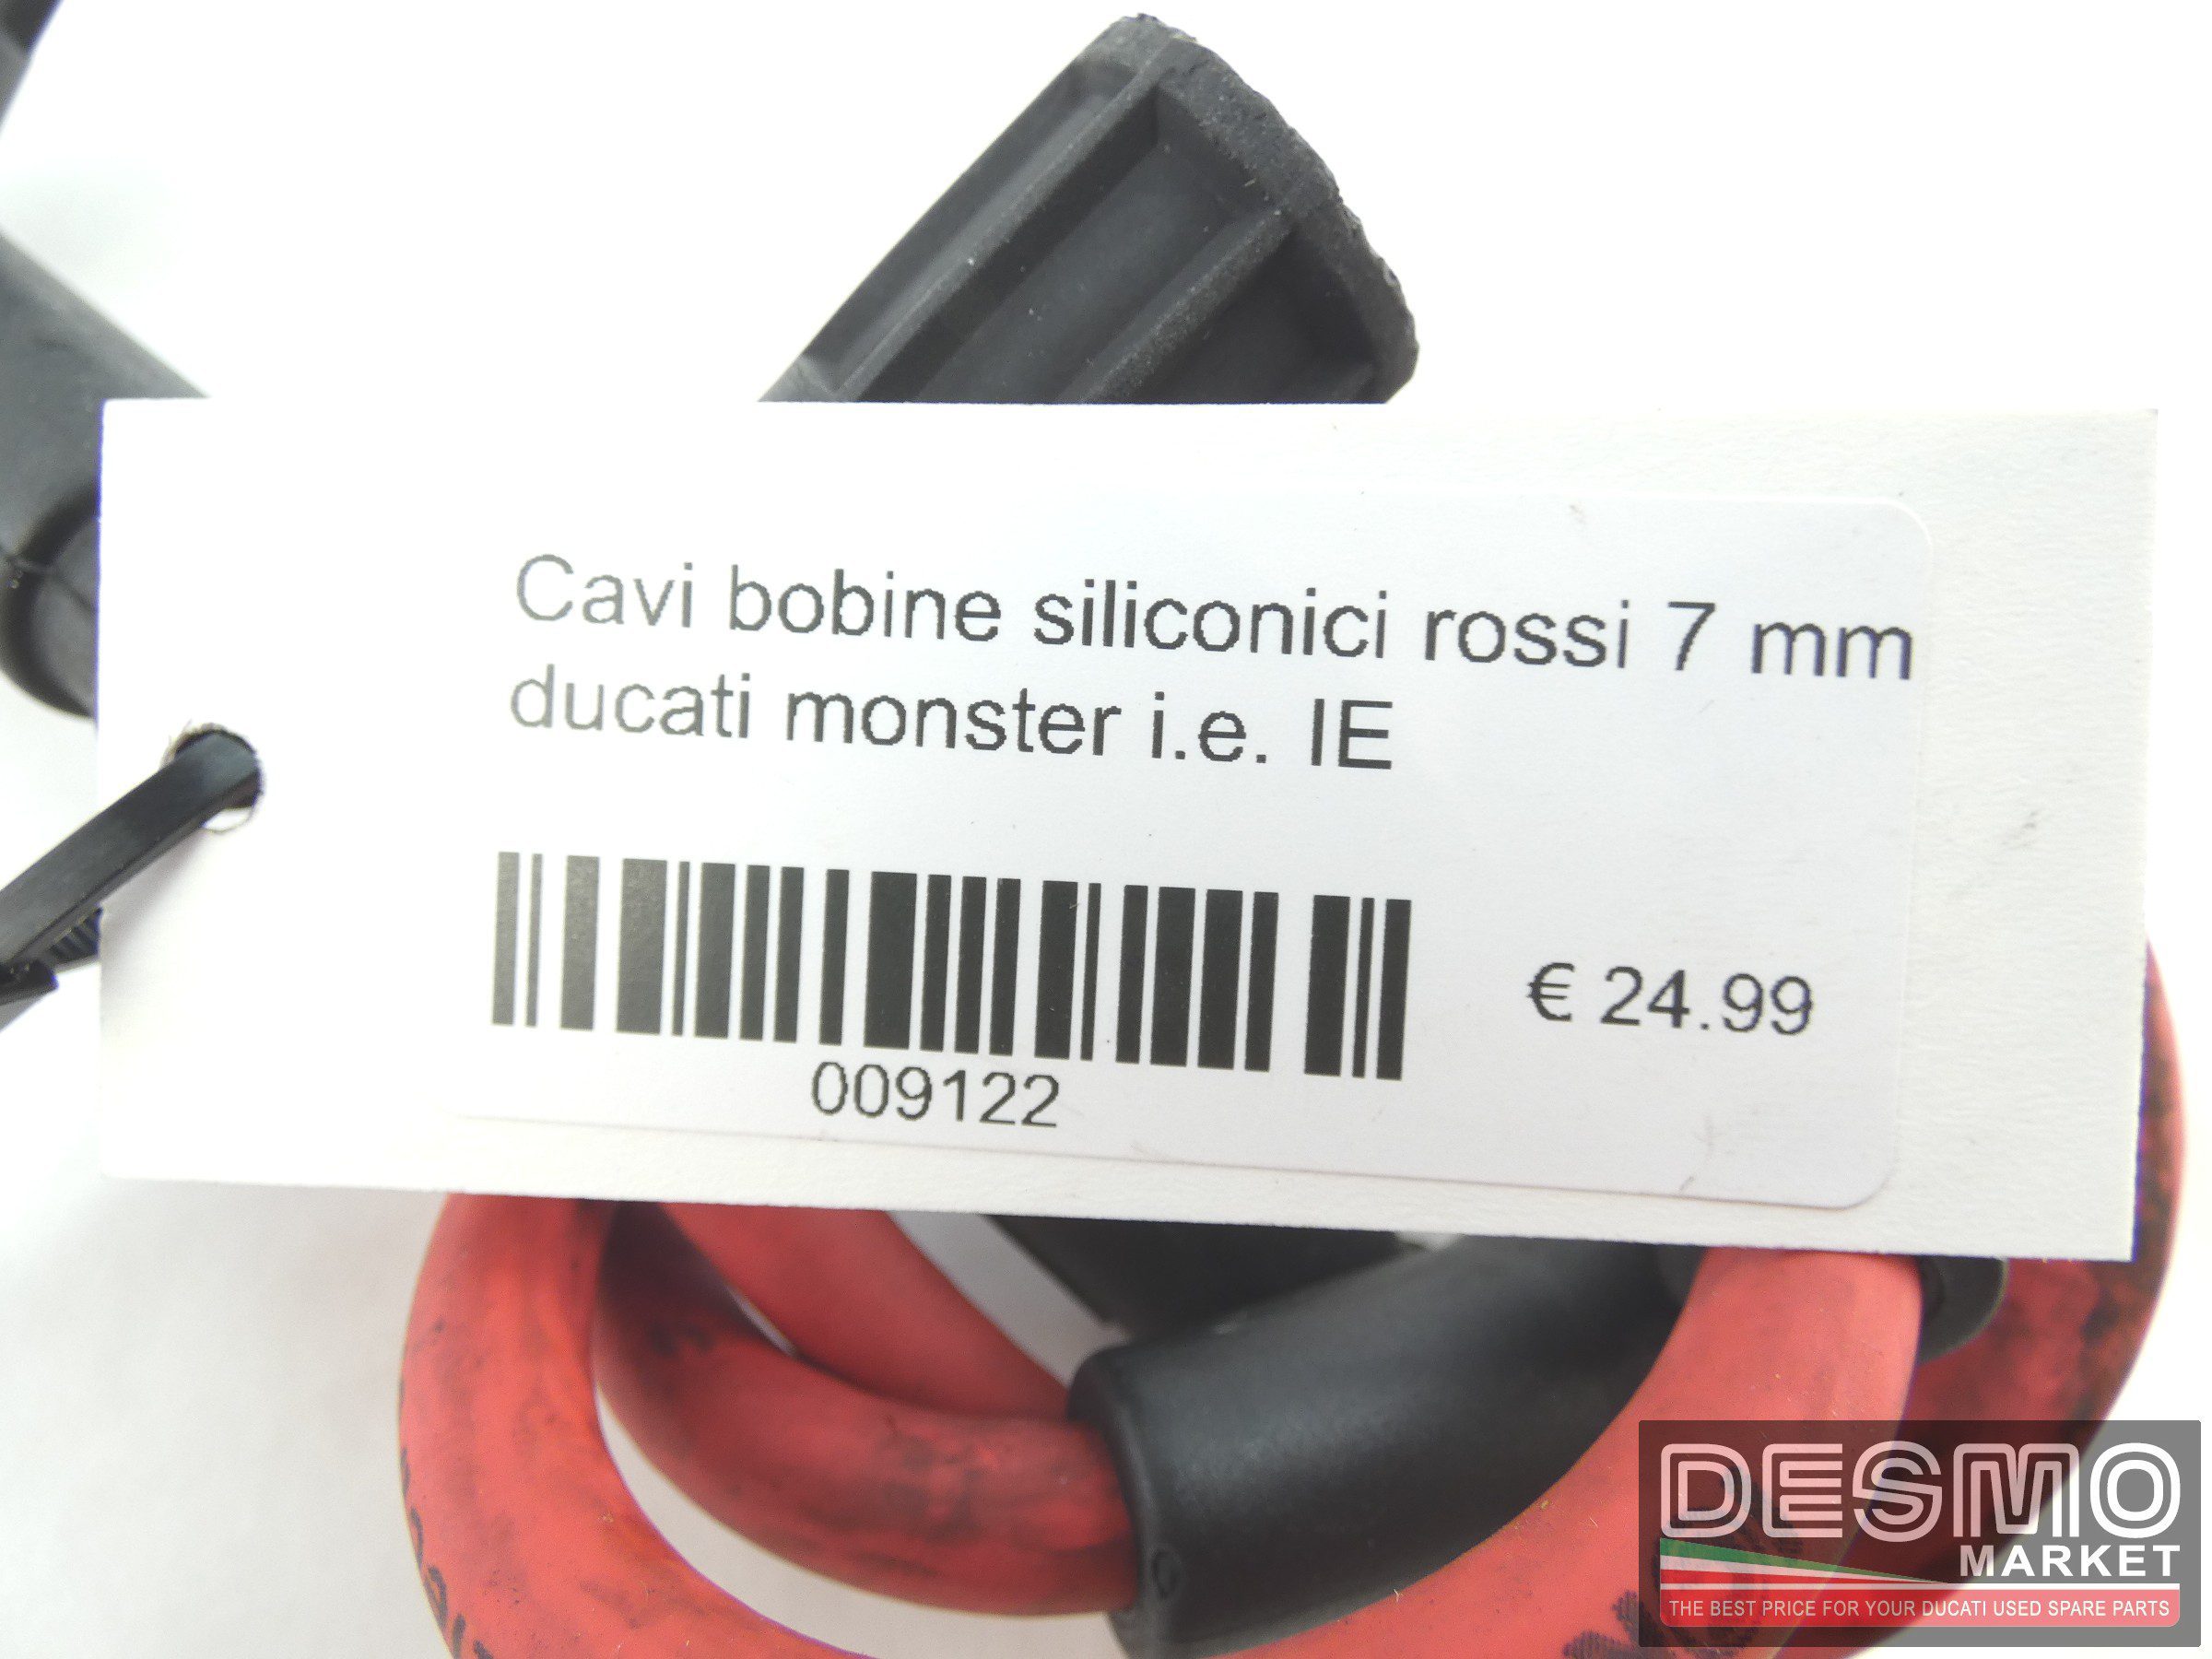 Cavi bobine siliconici rossi 7 mm
ducati monster i.e. IE
€ 24.99
009122
DESMO
MARKET
THE BEST PRICE FOR YOUR DUCATI USED SPARE PARTS